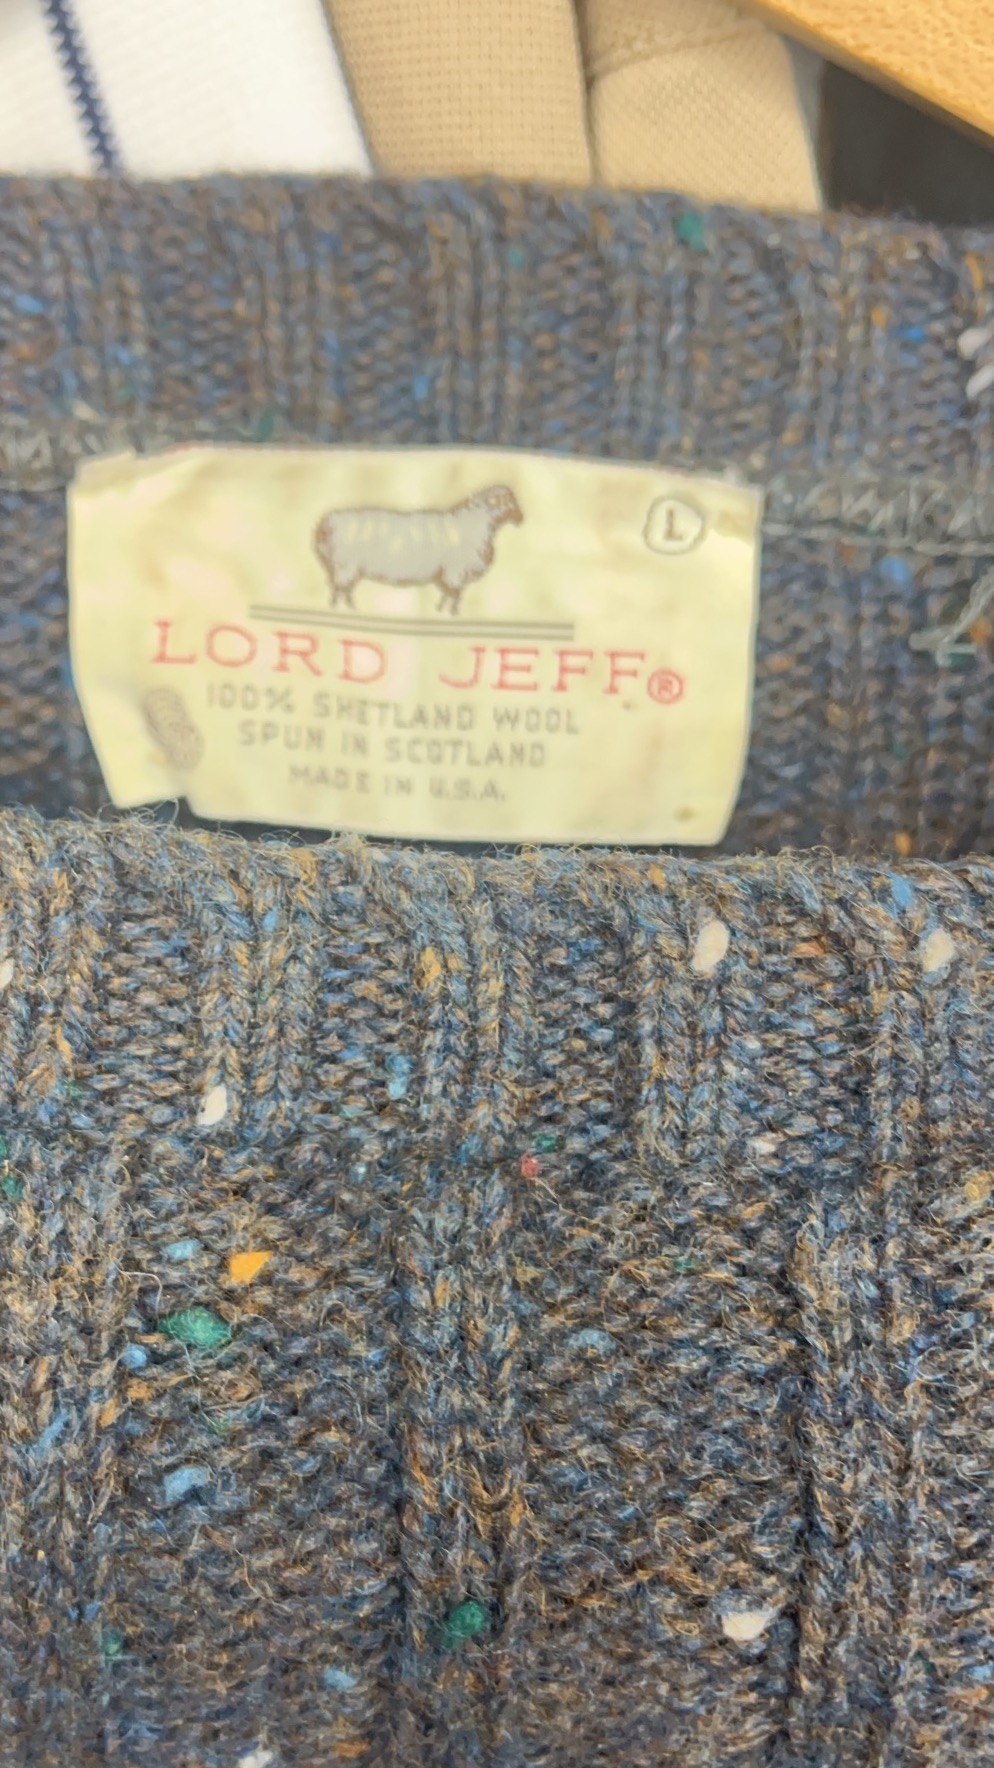 L
LORD JEFF®
100% SHETLAND WOOL
SPUN IN SCOTLAND
MADE IN U.S.A.